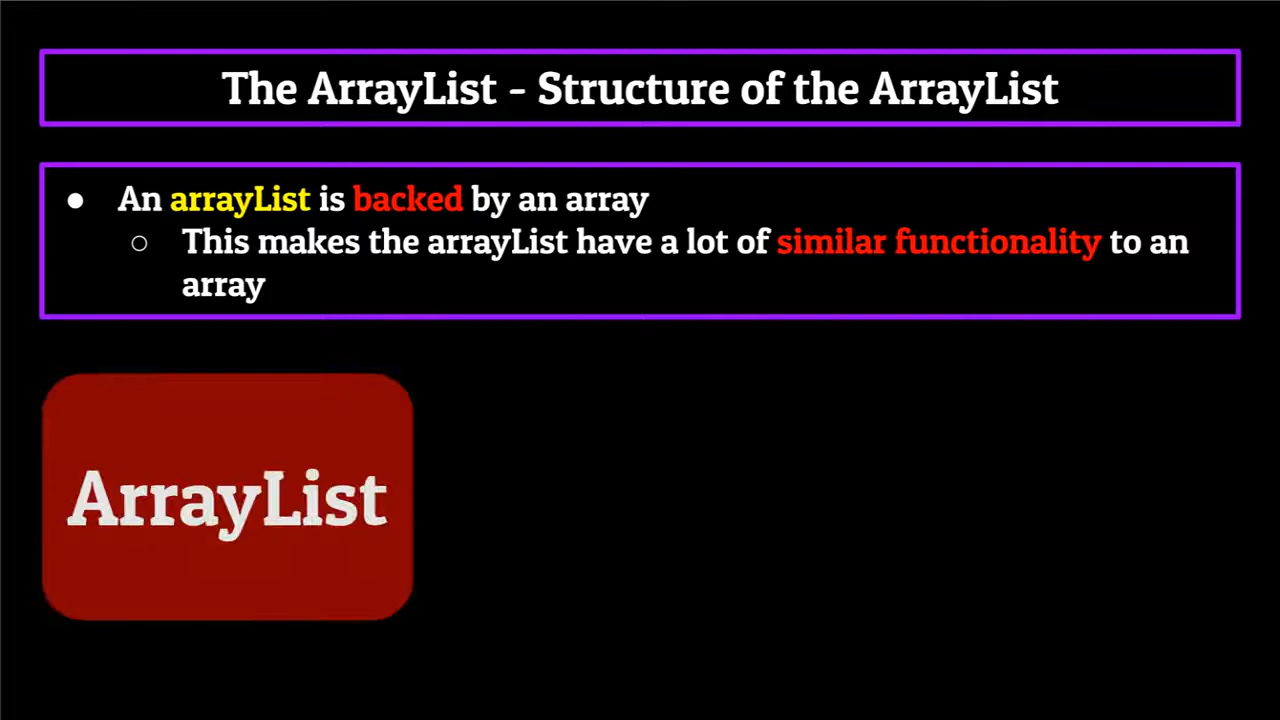 The ArrayList - Structure of the ArrayList
● An arrayList is backed by an array
○ This makes the arrayList have a lot of similar functionality to an
array
ArrayList